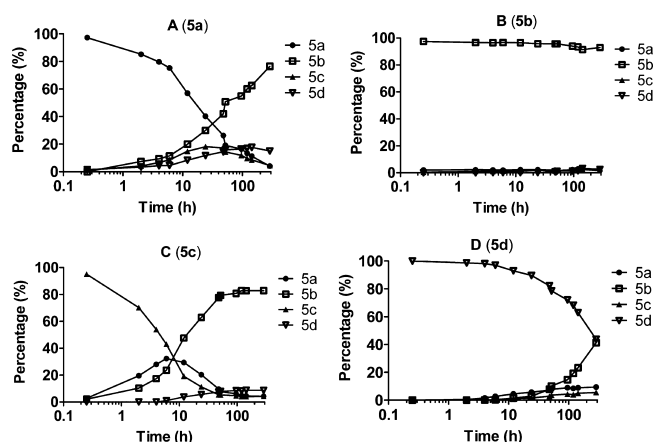 A (5a)
Percentage (%)
100
80
60
40
20
0
0.1
1
10
100
Time (h)
5a
5b
5c
5d
B (5b)
Percentage (%)
100
80
60
40
20
0
0.1
1
10
100
Time (h)
5a
5b
5c
5d
C (5c)
Percentage (%)
100
80
60
40
20
0
0.1
1
10
100
Time (h)
5a
5b
5c
5d
D (5d)
Percentage (%)
100
80
60
40
20
0
0.1
1
10
100
Time (h)
5a
5b
5c
5d